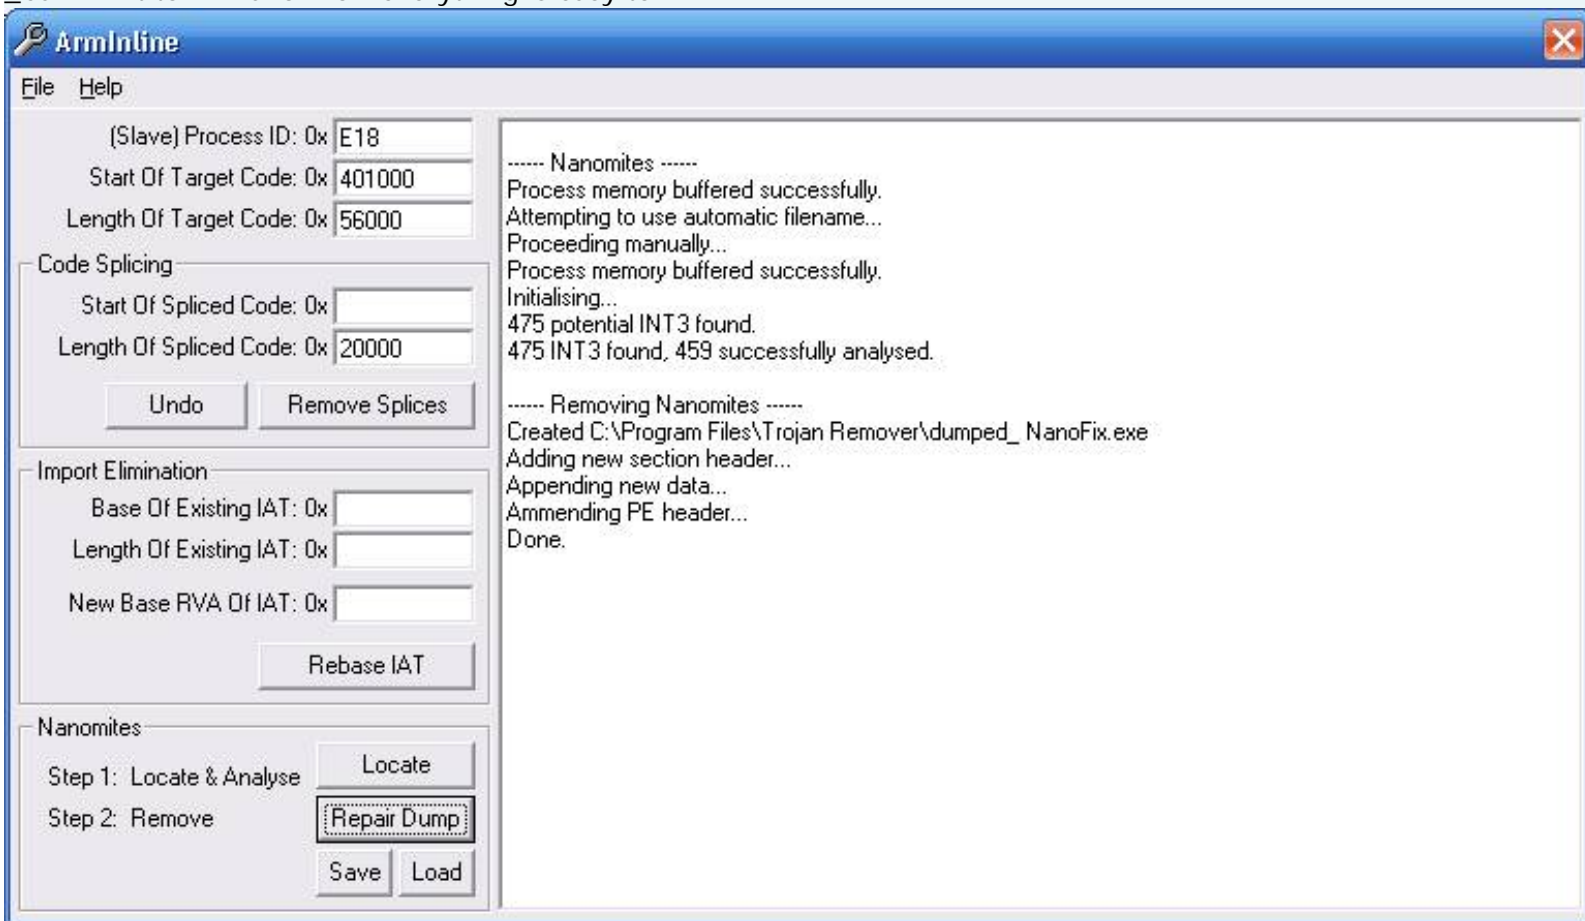 ArmInline
File Help
(Slave) Process ID: 0x E18
Start Of Target Code: 0x 401000
Length Of Target Code: 0x 56000
Code Splicing
Start Of Spliced Code: 0x
Length Of Spliced Code: 0x 20000
Undo Remove Splices
Import Elimination
Base Of Existing IAT: 0x
Length Of Existing IAT: 0x
New Base RVA Of IAT: 0x
Rebase IAT
Nanomites
Step 1: Locate & Analyse Locate
Step 2: Remove Repair Dump
Save Load
------ Nanomites ------
Process memory buffered successfully.
Attempting to use automatic filename...
Proceeding manually...
Process memory buffered successfully.
Initialising...
475 potential INT3 found.
475 INT3 found, 459 successfully analysed.
------ Removing Nanomites ------
Created C:\Program Files\Trojan Remover\dumped_ NanoFix.exe
Adding new section header...
Appending new data...
Ammending PE header...
Done.